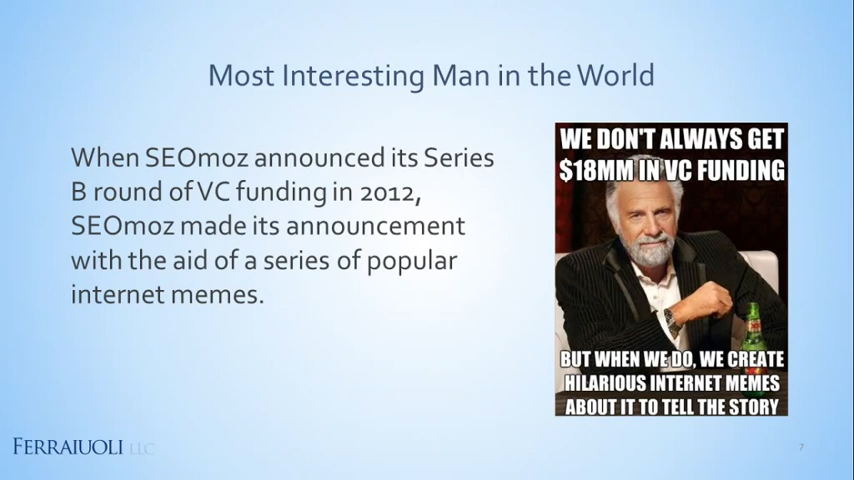 Most Interesting Man in the World
When SEOmoz announced its Series
B round of VC funding in 2012,
SEOmoz made its announcement
with the aid of a series of popular
internet memes.
WE DON'T ALWAYS GET
$18MM IN VC FUNDING
BUT WHEN WE DO, WE CREATE
HILARIOUS INTERNET MEMES
ABOUT IT TO TELL THE STORY
FERRAIUOLI LLC
7